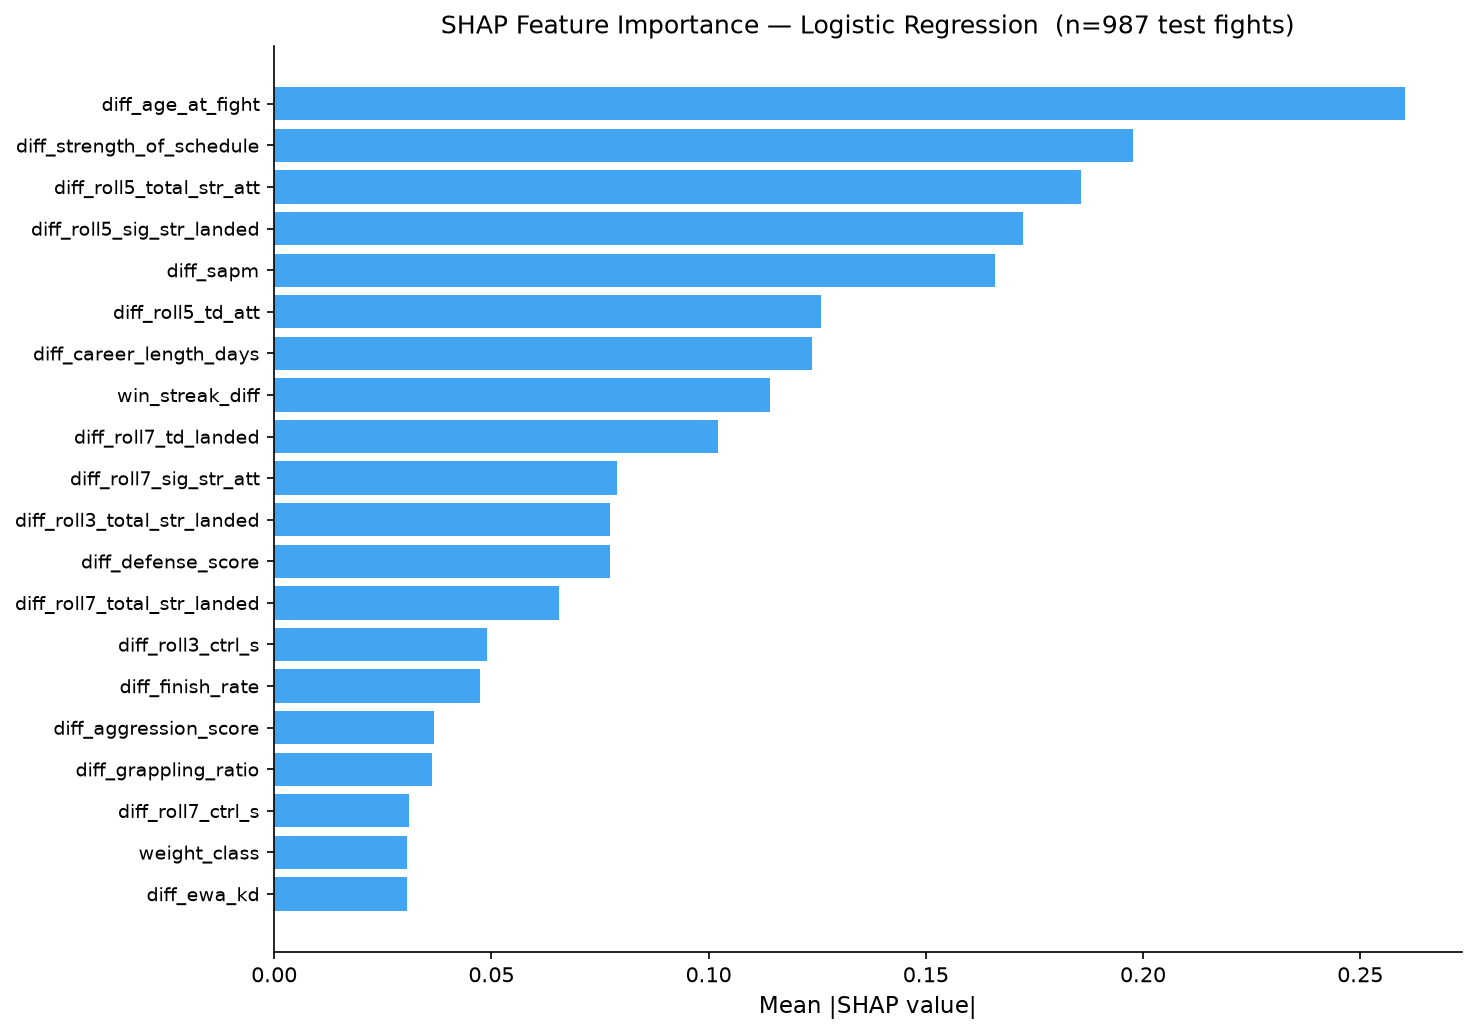 SHAP Feature Importance — Logistic Regression  (n=987 test fights)
diff_age_at_fight
diff_strength_of_schedule
diff_roll5_total_str_att
diff_roll5_sig_str_landed
diff_sapm
diff_roll5_td_att
diff_career_length_days
win_streak_diff
diff_roll7_td_landed
diff_roll7_sig_str_att
diff_roll3_total_str_landed
diff_defense_score
diff_roll7_total_str_landed
diff_roll3_ctrl_s
diff_finish_rate
diff_aggression_score
diff_grappling_ratio
diff_roll7_ctrl_s
weight_class
diff_ewa_kd
0.00 0.05 0.10 0.15 0.20 0.25
Mean |SHAP value|